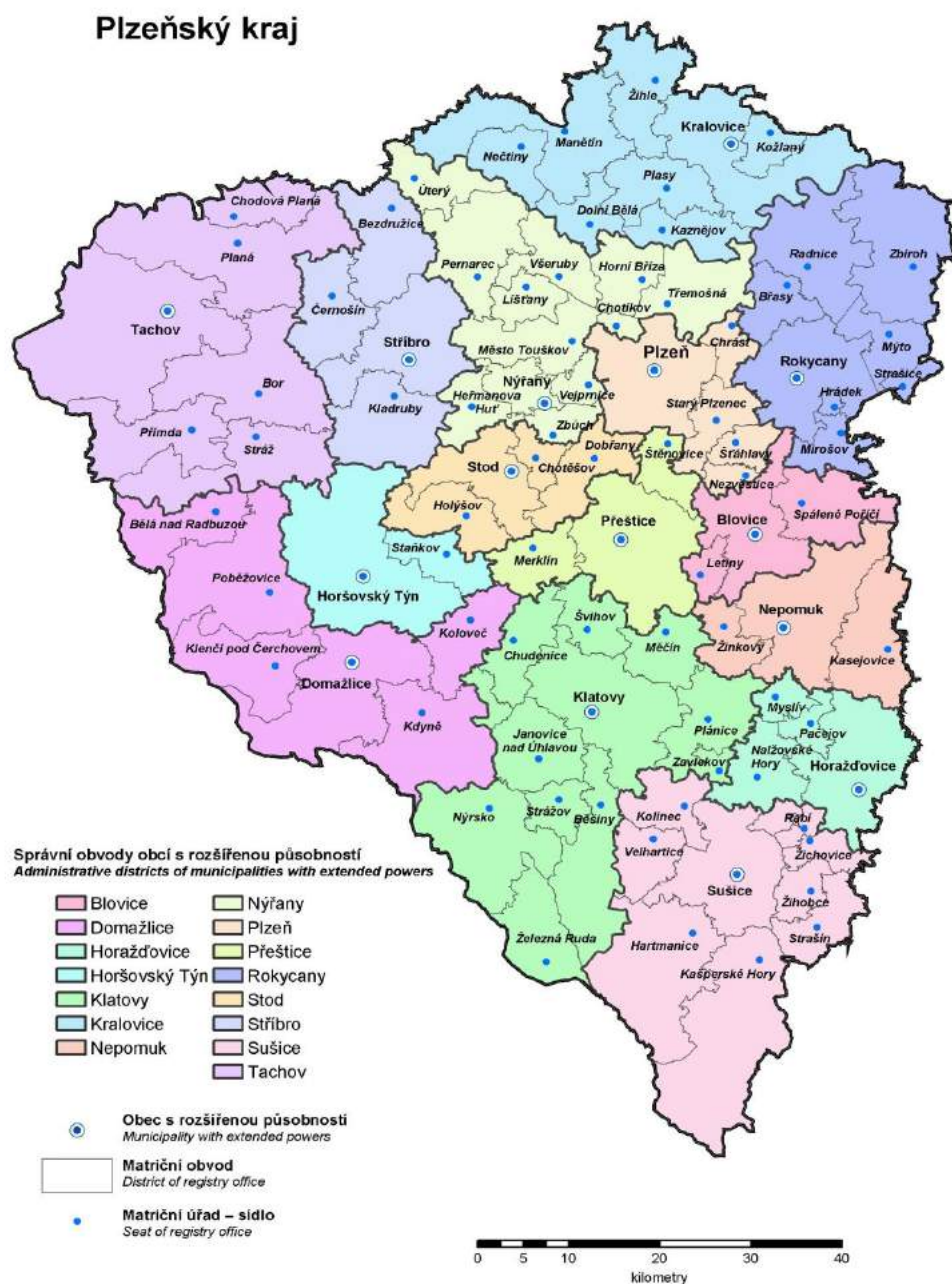 Plzeňský kraj
Žihle
Kralovice
Kožlany
Manětín
Nečtiny
Plasy
Úterý
Chodová Planá
Bezdružice
Dolní Bělá
Kaznějov
Planá
Pernarec
Všeruby
Horní Bříza
Radnice
Zbiroh
Líšťany
Třemošná
Břasy
Černošín
Chotíkov
Tachov
Chrást
Stříbro
Město Touškov
Plzeň
Mýto
Rokycany
Strašice
Bor
Nýřany
Vejprnice
Kladruby
Heřmanova
Huť
Starý Plzenec
Hrádek
Přimda
Zbůch
Stráž
Dobřany
Štěnovice
Šťáhlavy
Mirošov
Stod
Chotěšov
Nezvěstice
Holýšov
Spálené Poříčí
Bělá nad Radbuzou
Přeštice
Blovice
Staňkov
Merklín
Letiny
Poběžovice
Horšovský Týn
Nepomuk
Koloveč
Švihov
Klenčí pod Čerchovem
Chudenice
Měčín
Žinkovy
Kasejovice
Domažlice
Klatovy
Myslív
Kdyně
Plánice
Pačejov
Janovice
nad Úhlavou
Nalžovské
Hory
Zavlekov
Horažďovice
Nýrsko
Strážov
Běšiny
Kolinec
Rabí
Velhartice
Žichovice
Sušice
Žihobce
Strašín
Železná Ruda
Hartmanice
Kašperské Hory
Správní obvody obcí s rozšířenou působností
Administrative districts of municipalities with extended powers
Blovice
Nýřany
Domažlice
Plzeň
Horažďovice
Přeštice
Horšovský Týn
Rokycany
Klatovy
Stod
Kralovice
Stříbro
Nepomuk
Sušice
Tachov
Obec s rozšířenou působností
Municipality with extended powers
Matriční obvod
District of registry office
Matriční úřad – sídlo
Seat of registry office
0 5 10 20 30 40
kilometry